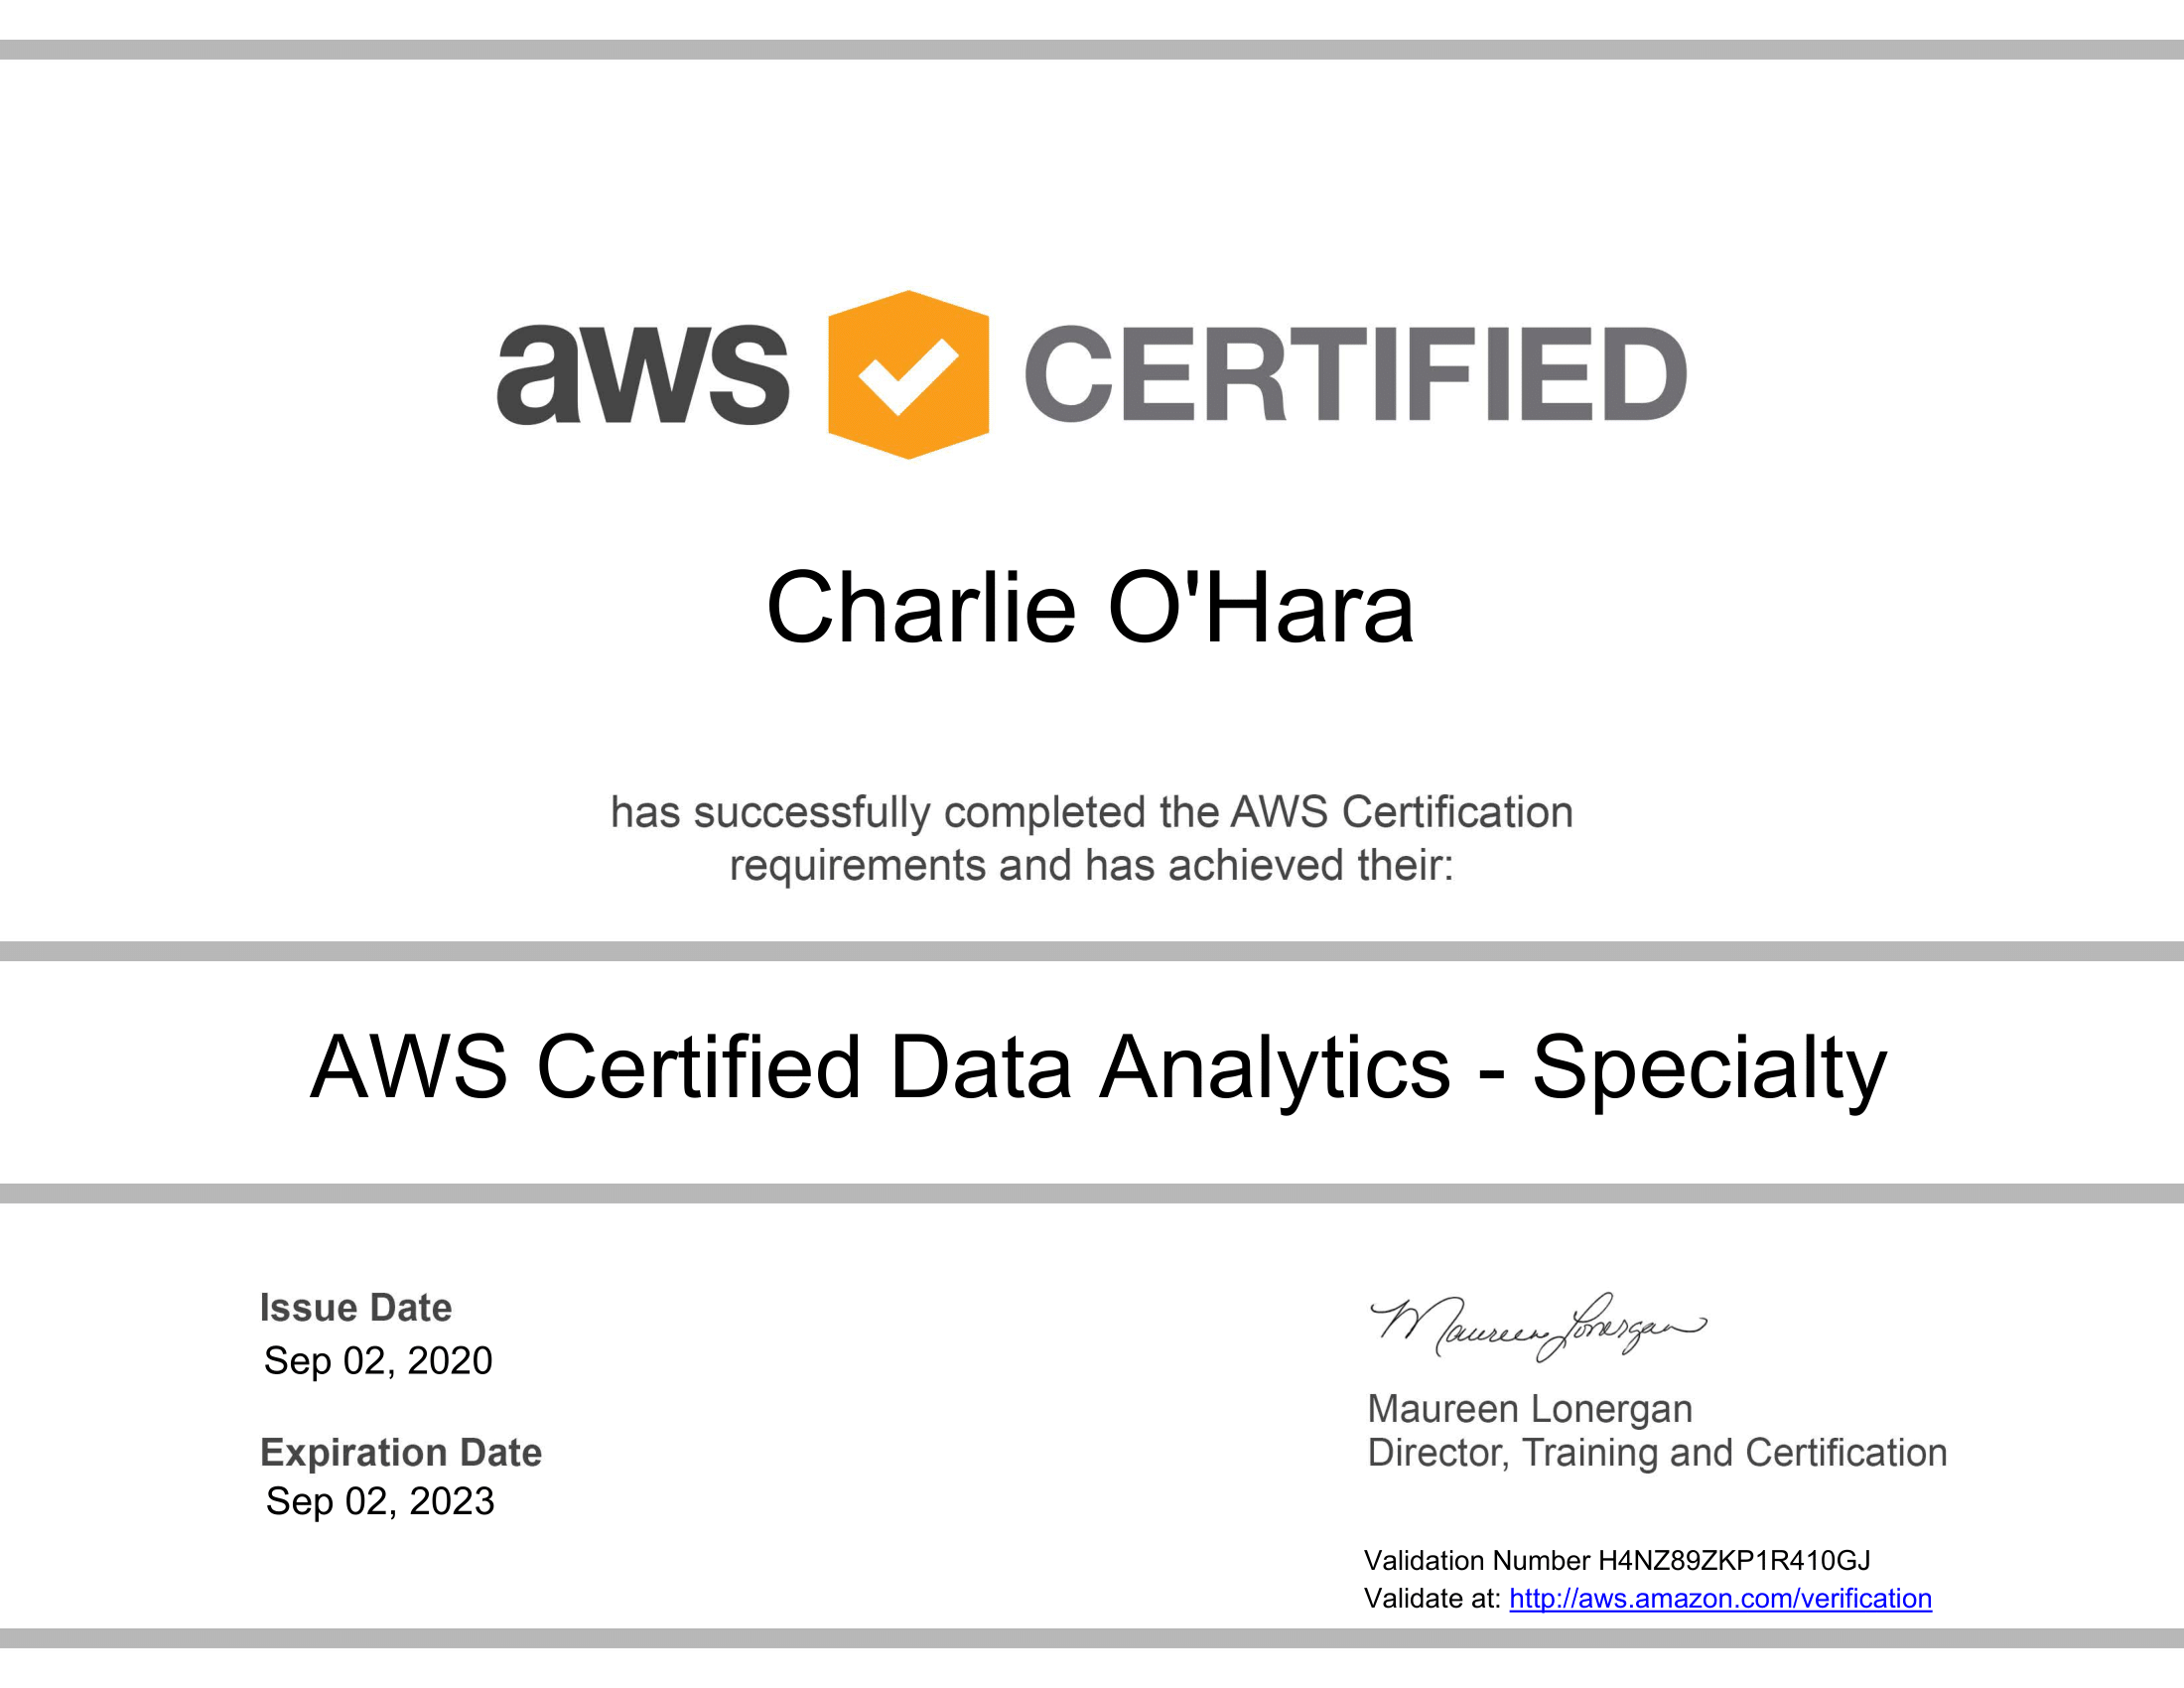 aws CERTIFIED
Charlie O'Hara
has successfully completed the AWS Certification
requirements and has achieved their:
AWS Certified Data Analytics - Specialty
Issue Date
Sep 02, 2020
Expiration Date
Sep 02, 2023
Maureen Lonergan
Maureen Lonergan
Director, Training and Certification
Validation Number H4NZ89ZKP1R410GJ
Validate at: http://aws.amazon.com/verification